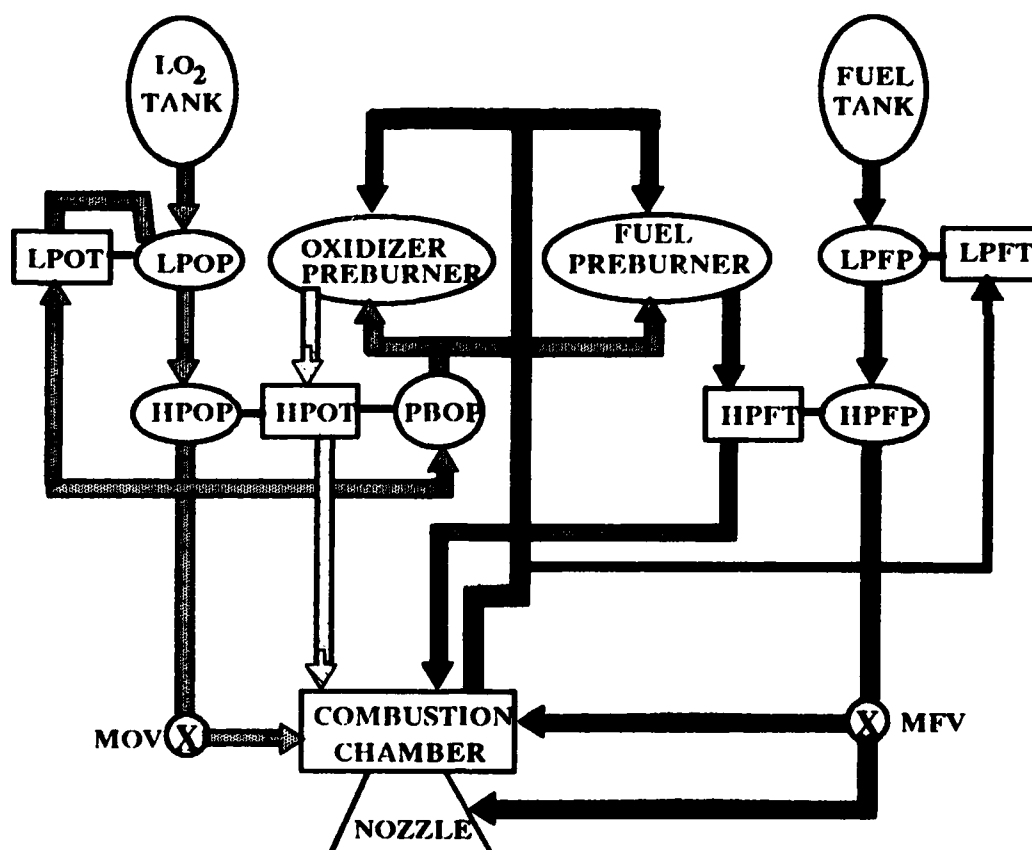 LO2 TANK
FUEL TANK
OXIDIZER PREBURNER
FUEL PREBURNER
LPOT
LPOP
LPFP
LPFT
HPOP
HPOT
PBOP
HPFT
HPFP
MOV
X
COMBUSTION CHAMBER
X
MFV
NOZZLE